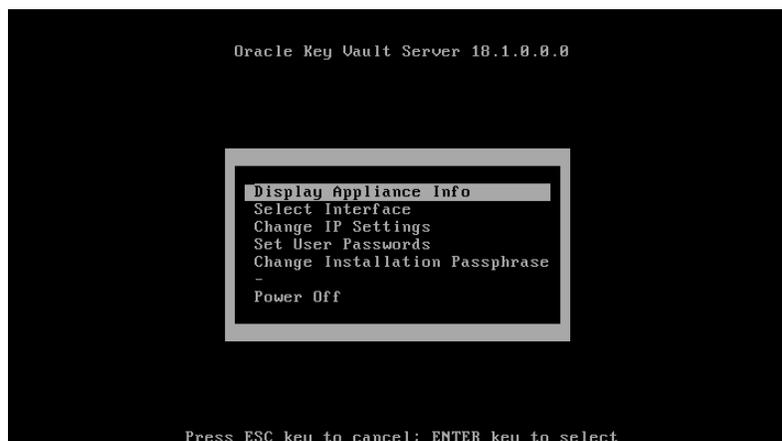 Oracle Key Vault Server 18.1.0.0.0
Display Appliance Info
Select Interface
Change IP Settings
Set User Passwords
Change Installation Passphrase
-
Power Off
Press ESC key to cancel; ENTER key to select